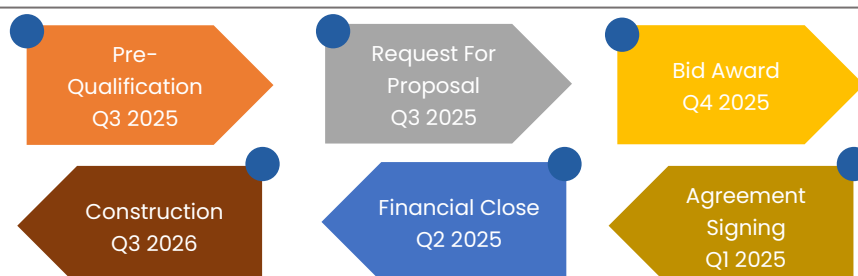 Pre-
Qualification
Q3 2025
Request For
Proposal
Q3 2025
Bid Award
Q4 2025
Construction
Q3 2026
Financial Close
Q2 2025
Agreement
Signing
Q1 2025